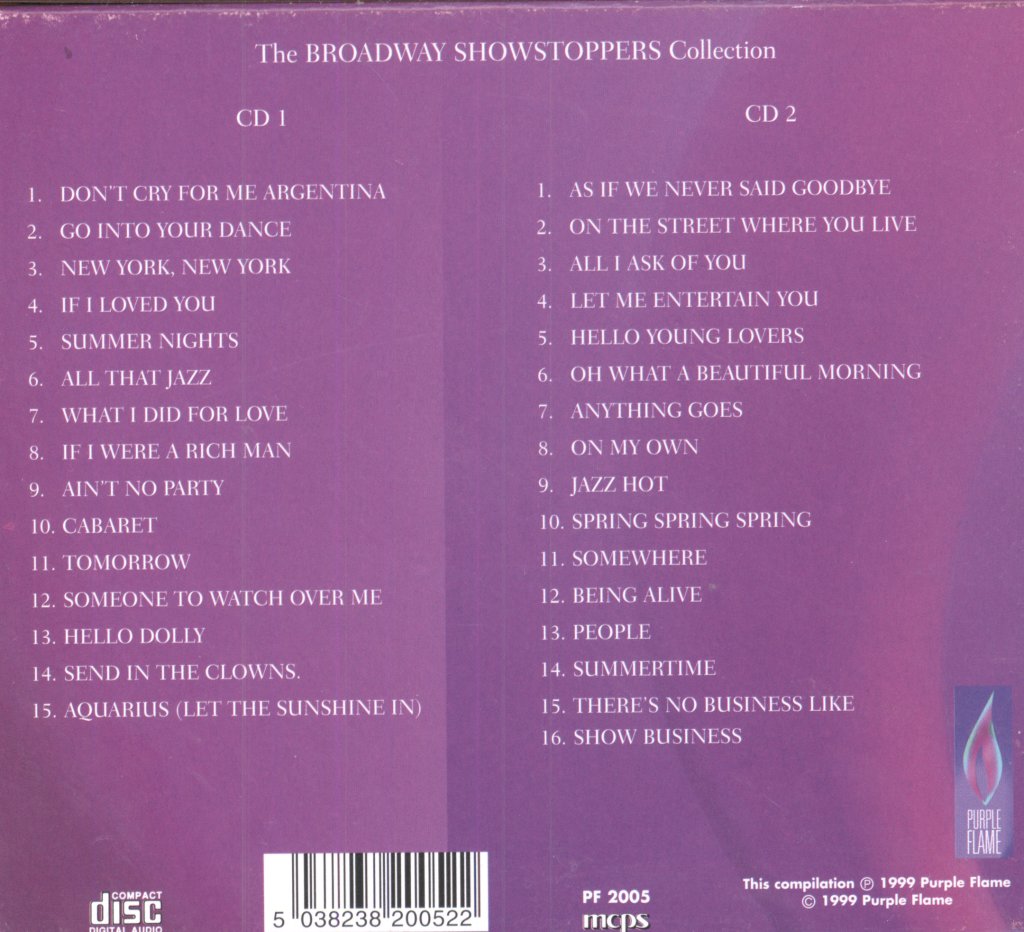 The BROADWAY SHOWSTOPPERS Collection
CD 1
1. DON'T CRY FOR ME ARGENTINA
2. GO INTO YOUR DANCE
3. NEW YORK, NEW YORK
4. IF I LOVED YOU
5. SUMMER NIGHTS
6. ALL THAT JAZZ
7. WHAT I DID FOR LOVE
8. IF I WERE A RICH MAN
9. AIN'T NO PARTY
10. CABARET
11. TOMORROW
12. SOMEONE TO WATCH OVER ME
13. HELLO DOLLY
14. SEND IN THE CLOWNS.
15. AQUARIUS (LET THE SUNSHINE IN)
CD 2
1. AS IF WE NEVER SAID GOODBYE
2. ON THE STREET WHERE YOU LIVE
3. ALL I ASK OF YOU
4. LET ME ENTERTAIN YOU
5. HELLO YOUNG LOVERS
6. OH WHAT A BEAUTIFUL MORNING
7. ANYTHING GOES
8. ON MY OWN
9. JAZZ HOT
10. SPRING SPRING SPRING
11. SOMEWHERE
12. BEING ALIVE
13. PEOPLE
14. SUMMERTIME
15. THERE'S NO BUSINESS LIKE
16. SHOW BUSINESS
PURPLE
FLAME
COMPACT
disc
DIGITAL AUDIO
5 038238 200522
PF 2005
mcps
This compilation ℗ 1999 Purple Flame
© 1999 Purple Flame